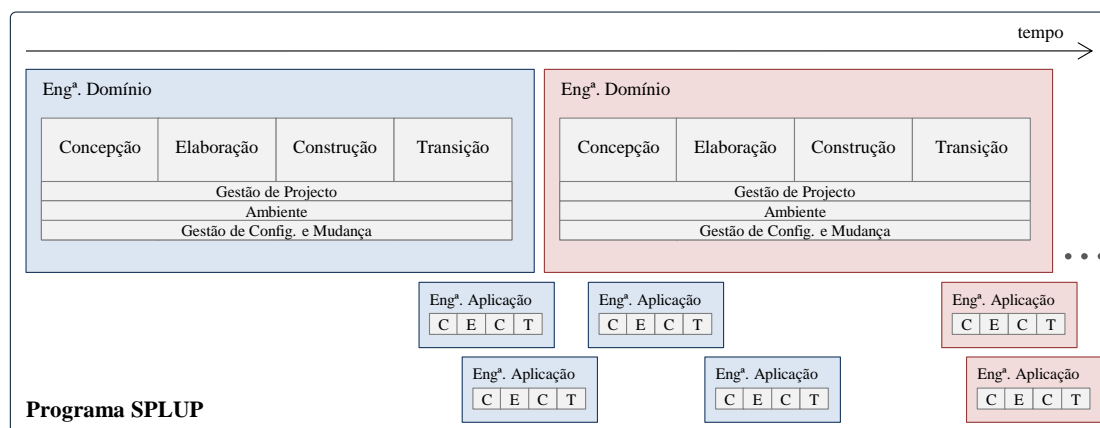 tempo
Engª. Domínio
Concepção Elaboração Construção Transição
Gestão de Projecto
Ambiente
Gestão de Config. e Mudança
Engª. Domínio
Concepção Elaboração Construção Transição
Gestão de Projecto
Ambiente
Gestão de Config. e Mudança
Engª. Aplicação
C E C T
Engª. Aplicação
C E C T
Engª. Aplicação
C E C T
Engª. Aplicação
C E C T
Engª. Aplicação
C E C T
Engª. Aplicação
C E C T
Programa SPLUP